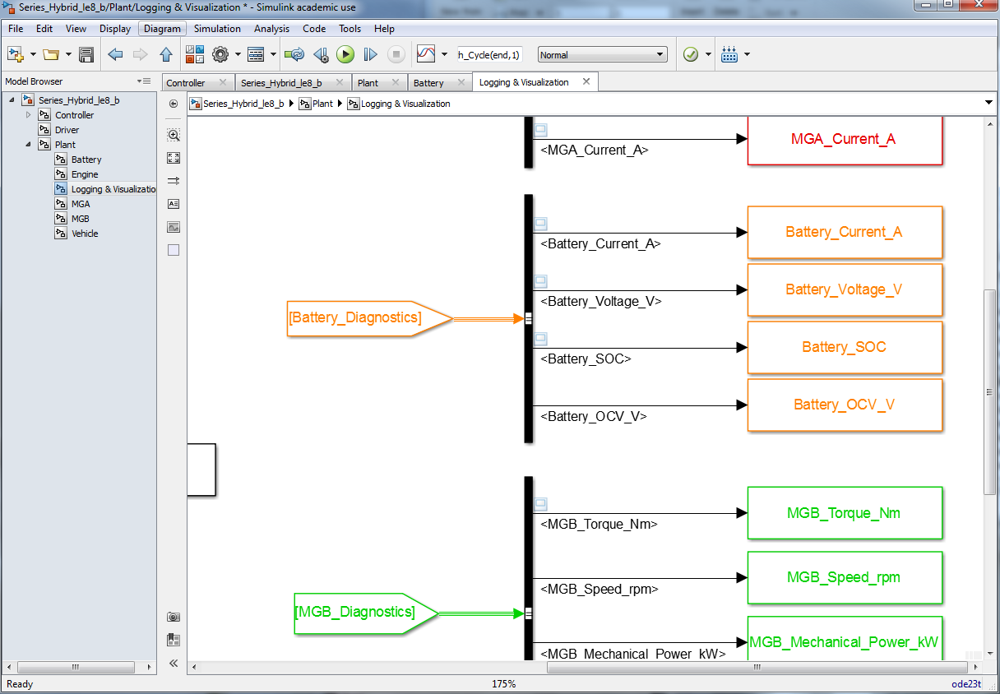 Series_Hybrid_le8_b/Plant/Logging & Visualization * - Simulink academic use
File Edit View Display Diagram Simulation Analysis Code Tools Help
h_Cycle(end,1) Normal
Model Browser
Controller Series_Hybrid_le8_b Plant Battery Logging & Visualization
Series_Hybrid_le8_b Plant Logging & Visualization
Series_Hybrid_le8_b
Controller
Driver
Plant
Battery
Engine
Logging & Visualizatio
MGA
MGB
Vehicle
<MGA_Current_A>
MGA_Current_A
[Battery_Diagnostics]
<Battery_Current_A>
Battery_Current_A
<Battery_Voltage_V>
Battery_Voltage_V
<Battery_SOC>
Battery_SOC
<Battery_OCV_V>
Battery_OCV_V
[MGB_Diagnostics]
<MGB_Torque_Nm>
MGB_Torque_Nm
<MGB_Speed_rpm>
MGB_Speed_rpm
<MGB_Mechanical_Power_kW>
MGB_Mechanical_Power_kW
Ready 175% ode23t